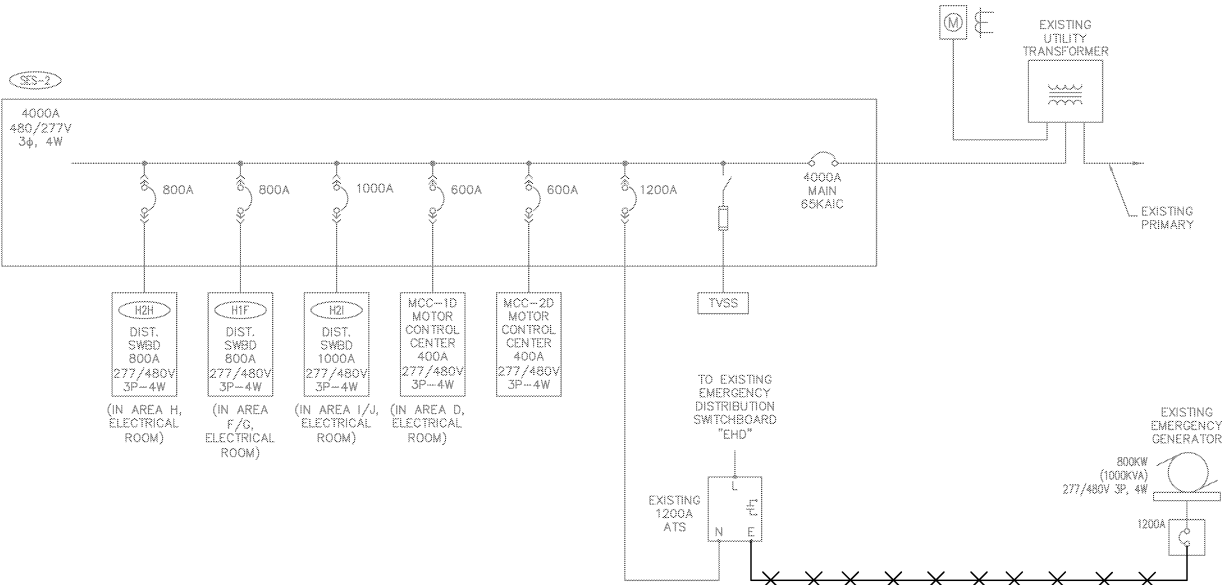 M
EXISTING
UTILITY
TRANSFORMER
SES-2
4000A
480/277V
3ϕ, 4W
800A
800A
1000A
600A
600A
1200A
4000A
MAIN
65KAIC
EXISTING
PRIMARY
H2H
DIST.
SWBD
800A
277/480V
3P-4W
(IN AREA H,
ELECTRICAL
ROOM)
H1F
DIST.
SWBD
800A
277/480V
3P-4W
(IN AREA
F/G,
ELECTRICAL
ROOM)
H2I
DIST.
SWBD
1000A
277/480V
3P-4W
(IN AREA I/J,
ELECTRICAL
ROOM)
MCC-1D
MOTOR
CONTROL
CENTER
400A
277/480V
3P-4W
(IN AREA D,
ELECTRICAL
ROOM)
MCC-2D
MOTOR
CONTROL
CENTER
400A
277/480V
3P-4W
TVSS
TO EXISTING
EMERGENCY
DISTRIBUTION
SWITCHBOARD
"EHD"
EXISTING
1200A
ATS
L
N E
EXISTING
EMERGENCY
GENERATOR
800KW
(1000KVA)
277/480V 3P, 4W
1200A